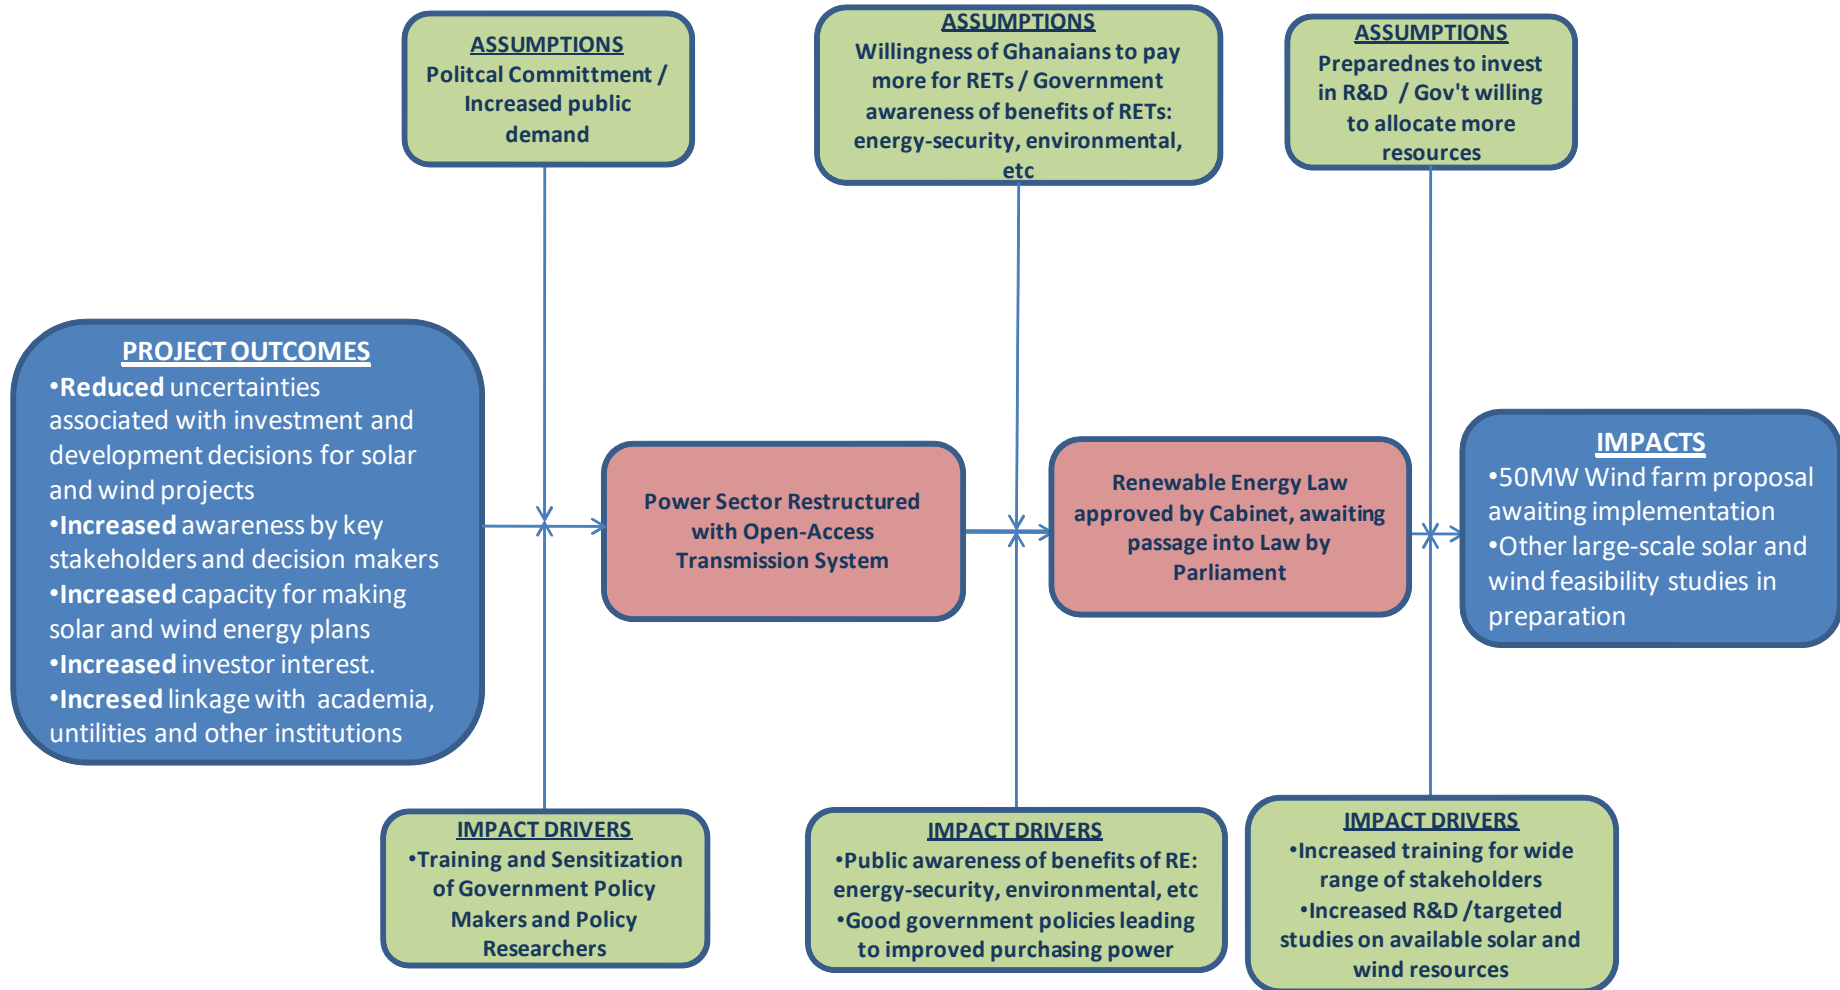 ASSUMPTIONS
Politcal Committment /
Increased public
demand
ASSUMPTIONS
Willingness of Ghanaians to pay
more for RETs / Government
awareness of benefits of RETs:
energy-security, environmental,
etc
ASSUMPTIONS
Preparednes to invest
in R&D / Gov't willing
to allocate more
resources
PROJECT OUTCOMES
•Reduced uncertainties
associated with investment and
development decisions for solar
and wind projects
•Increased awareness by key
stakeholders and decision makers
•Increased capacity for making
solar and wind energy plans
•Increased investor interest.
•Incresed linkage with academia,
untilities and other institutions
Power Sector Restructured
with Open-Access
Transmission System
Renewable Energy Law
approved by Cabinet, awaiting
passage into Law by
Parliament
IMPACTS
•50MW Wind farm proposal
awaiting implementation
•Other large-scale solar and
wind feasibility studies in
preparation
IMPACT DRIVERS
•Training and Sensitization
of Government Policy
Makers and Policy
Researchers
IMPACT DRIVERS
•Public awareness of benefits of RE:
energy-security, environmental, etc
•Good government policies leading
to improved purchasing power
IMPACT DRIVERS
•Increased training for wide
range of stakeholders
•Increased R&D /targeted
studies on available solar and
wind resources